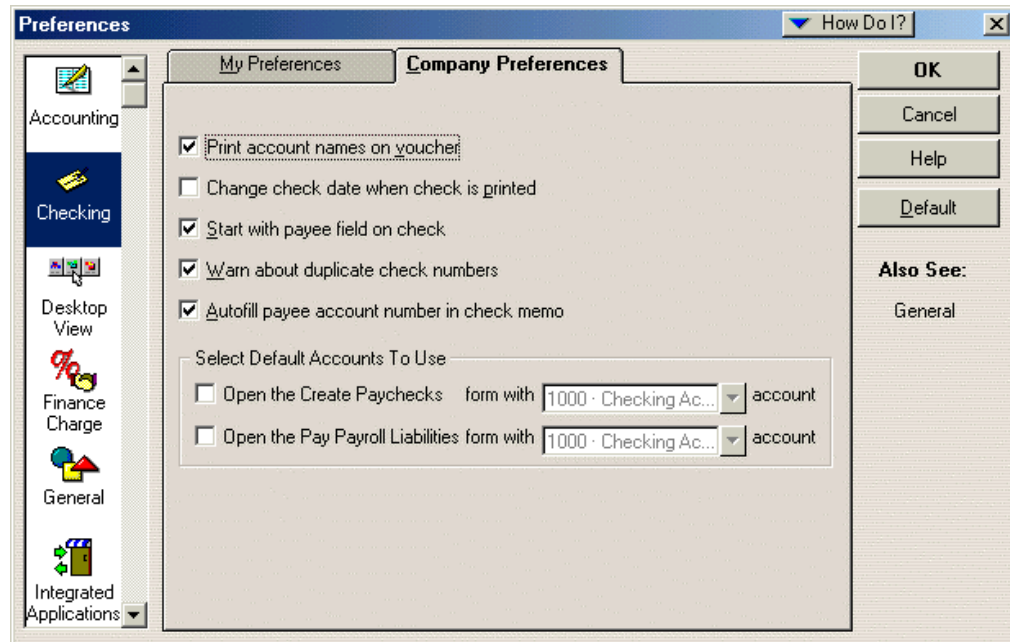 Preferences
How Do I?
Accounting
Checking
Desktop
View
Finance
Charge
General
Integrated
Applications
My Preferences
Company Preferences
Print account names on voucher
Change check date when check is printed
Start with payee field on check
Warn about duplicate check numbers
Autofill payee account number in check memo
Select Default Accounts To Use
Open the Create Paychecks form with 1000 · Checking Ac... account
Open the Pay Payroll Liabilities form with 1000 · Checking Ac... account
OK
Cancel
Help
Default
Also See:
General